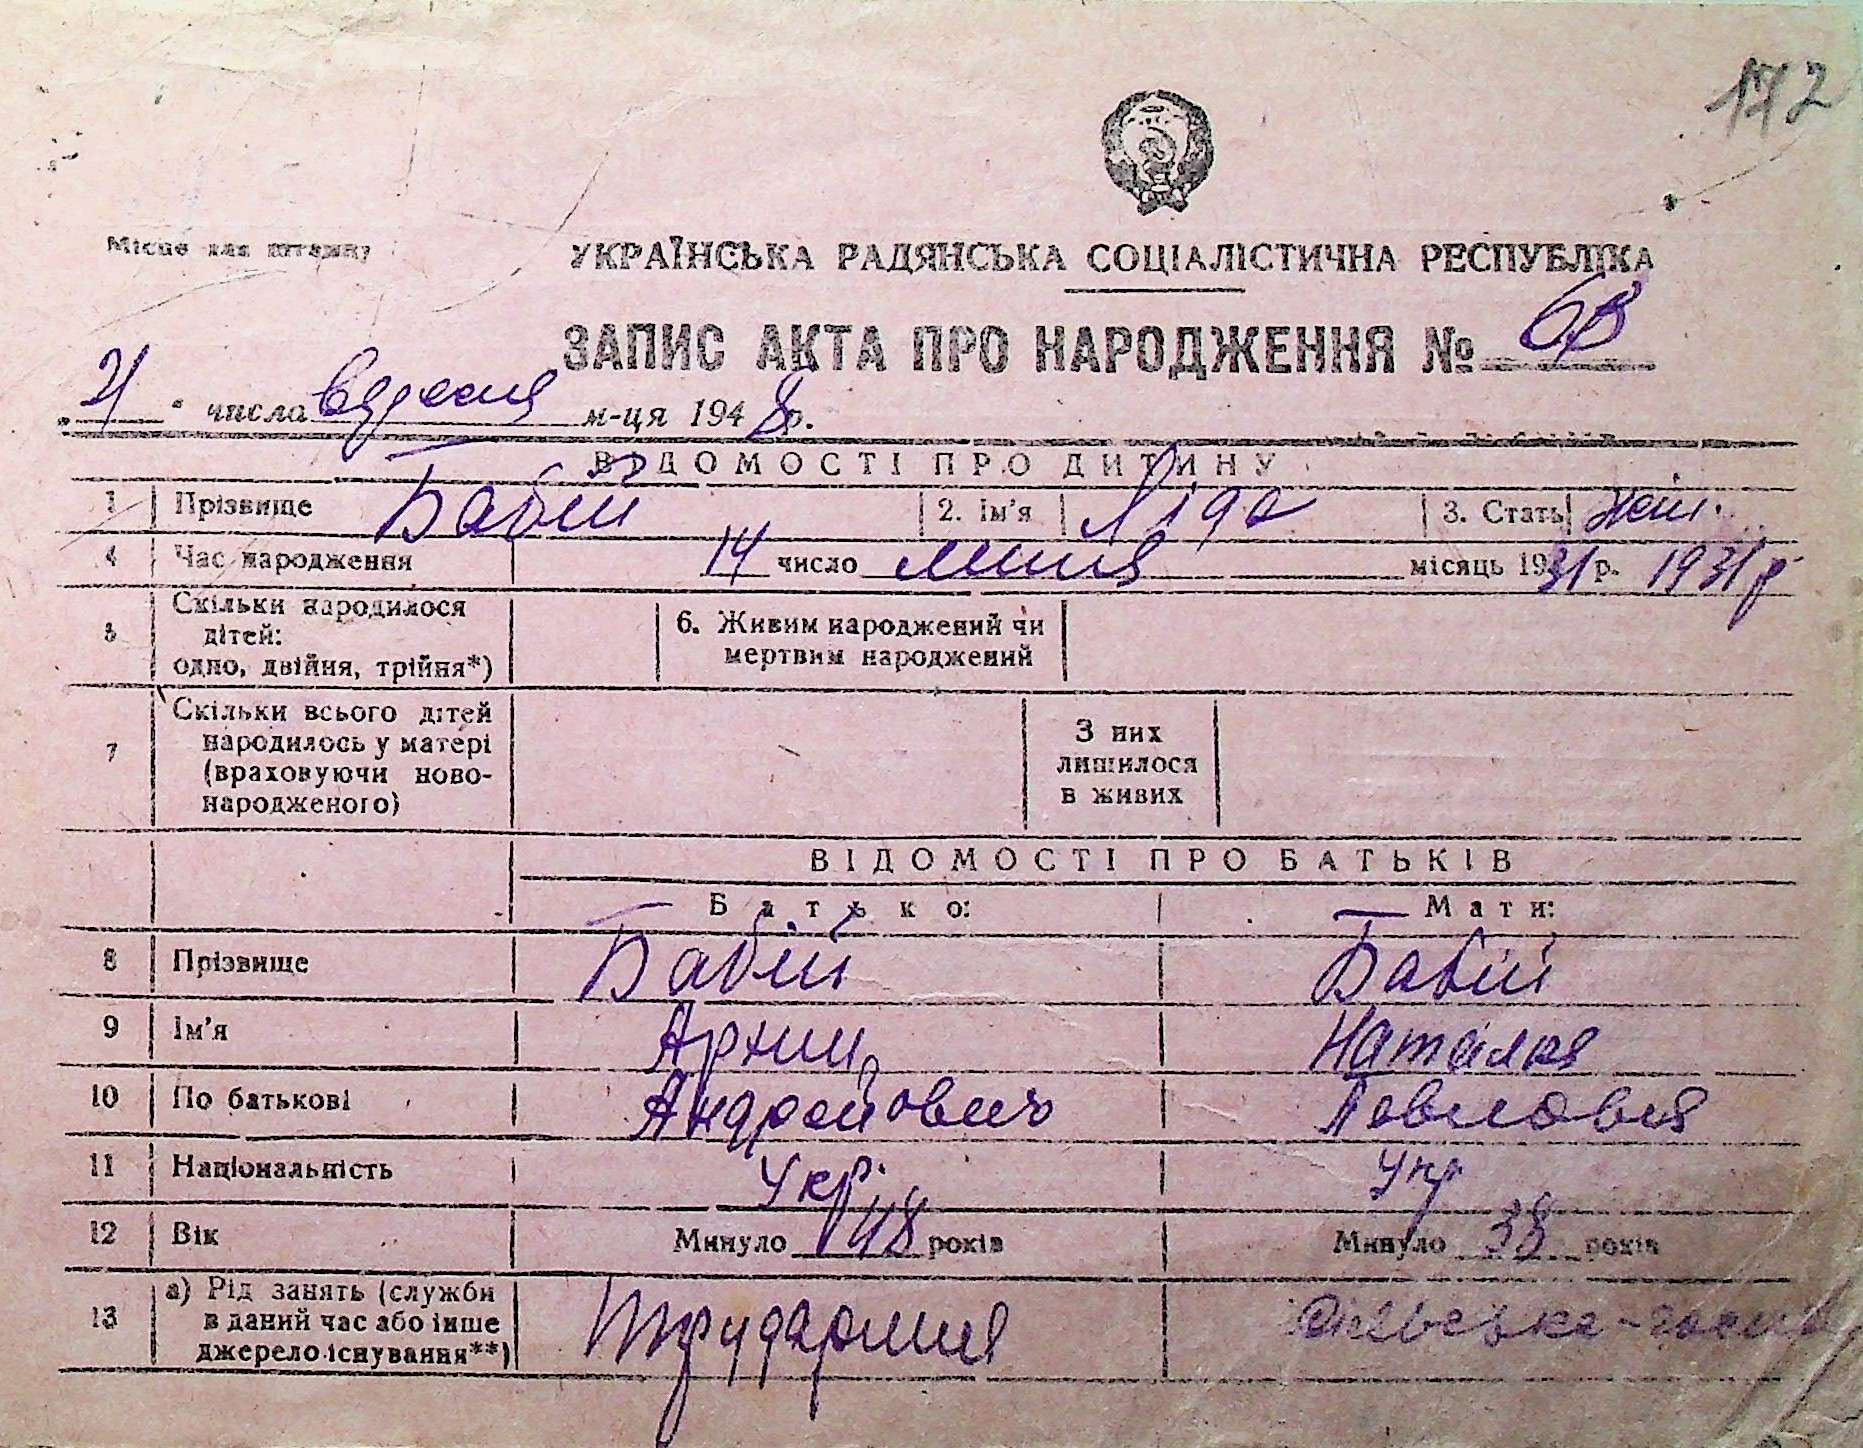 172
Місце для штампу
УКРАЇНСЬКА РАДЯНСЬКА СОЦІАЛІСТИЧНА РЕСПУБЛІКА
ЗАПИС АКТА ПРО НАРОДЖЕННЯ №
" числа вересня м-ця 1948 р.
ВІДОМОСТІ ПРО ДИТИНУ
1 Прізвище Бабій 2. Ім'я Ліда 3. Стать жін.
4 Час народження 14 число липня місяць 1931 р. 1931 р
5 Скільки народилося дітей: одно, двійня, трійня*) 6. Живим народжений чи мертвим народжений
7 Скільки всього дітей народилось у матері (враховуючи новонародженого) З них лишилося в живих
ВІДОМОСТІ ПРО БАТЬКІВ
Батько: Мати:
8 Прізвище Бабій Бабій
9 Ім'я Архип Наталка
10 По батькові Андрейович Павловня
11 Національність Укр. Укр
12 Вік Минуло 48 років Минуло 38 років
13 а) Рід занять (служби в даний час або інше джерело існування**) Трудармия